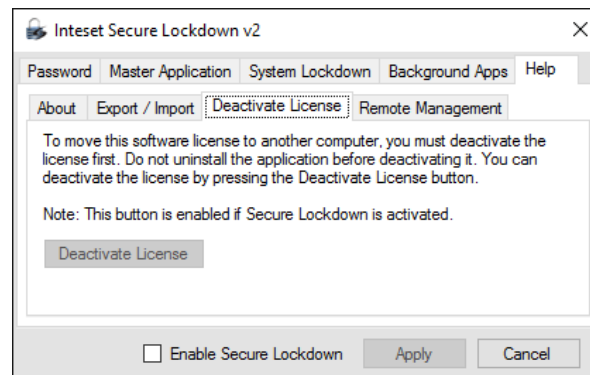 Inteset Secure Lockdown v2
Password Master Application System Lockdown Background Apps Help
About Export / Import Deactivate License Remote Management
To move this software license to another computer, you must deactivate the
license first. Do not uninstall the application before deactivating it. You can
deactivate the license by pressing the Deactivate License button.
Note: This button is enabled if Secure Lockdown is activated.
Deactivate License
Enable Secure Lockdown Apply Cancel